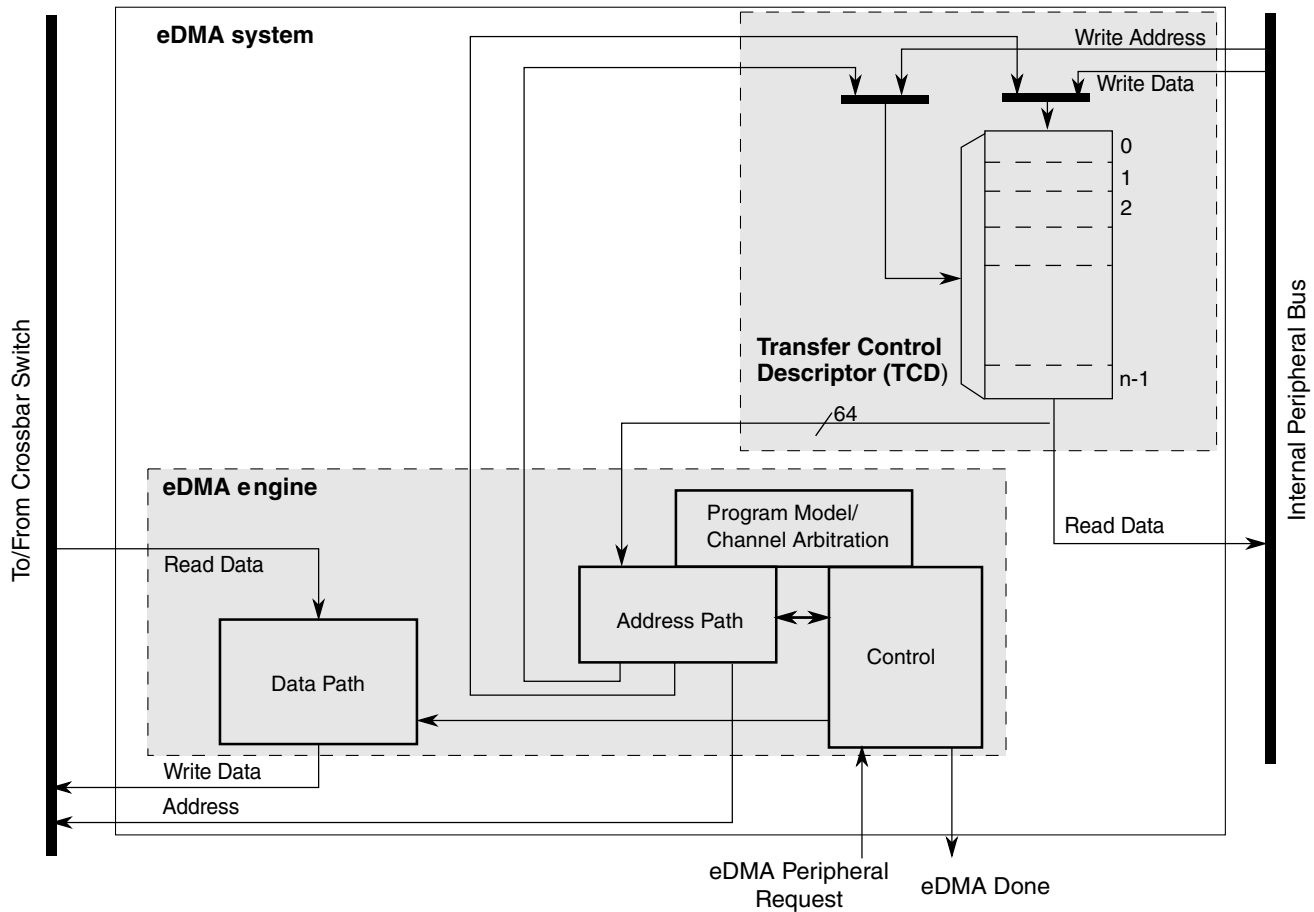 eDMA system
Write Address
Write Data
0
1
2
n-1
Transfer Control
Descriptor (TCD)
64
To/From Crossbar Switch
Internal Peripheral Bus
eDMA engine
Program Model/
Channel Arbitration
Read Data
Read Data
Address Path
Control
Data Path
Write Data
Address
eDMA Peripheral
Request
eDMA Done